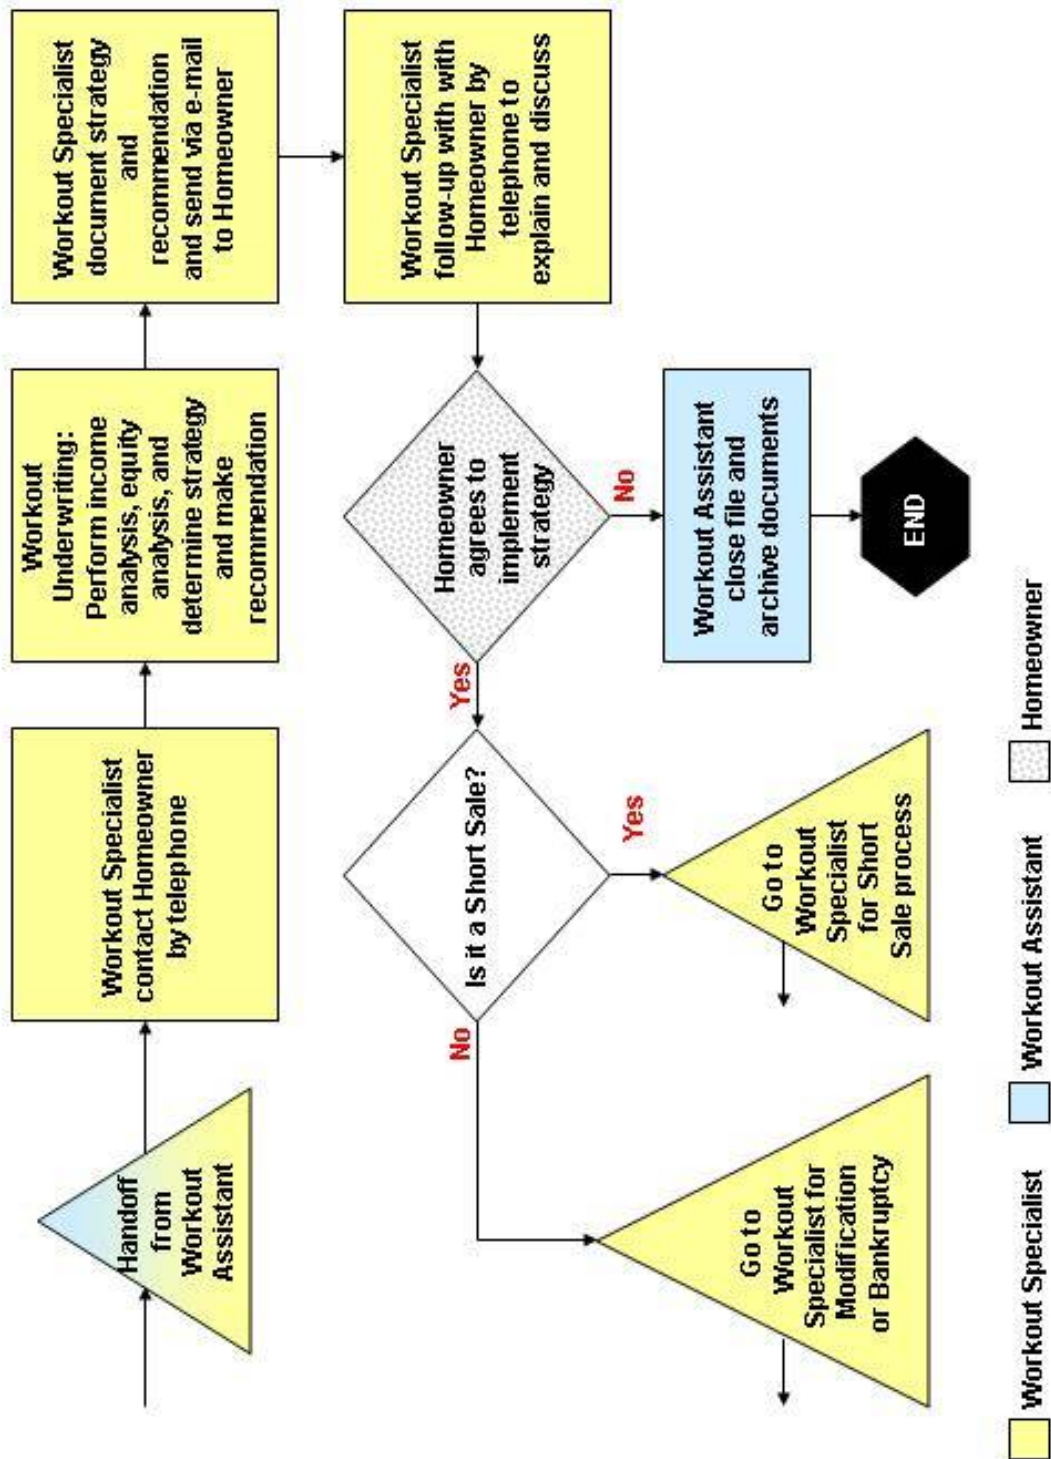 Handoff
from
Workout
Assistant
Workout Specialist
contact Homeowner
by telephone
Workout
Underwriting:
Perform income
analysis, equity
analysis, and
determine strategy
and make
recommendation
Workout Specialist
document strategy
and
recommendation
and send via e-mail
to Homeowner
Workout Specialist
follow-up with with
Homeowner by
telephone to
explain and discuss
Homeowner
agrees to
implement
strategy
Yes
No
Is it a Short Sale?
No
Yes
Workout Assistant
close file and
archive documents
END
Go to
Workout
Specialist
for Short
Sale process
Go to
Workout
Specialist for
Modification
or Bankruptcy
Workout Specialist
Workout Assistant
Homeowner